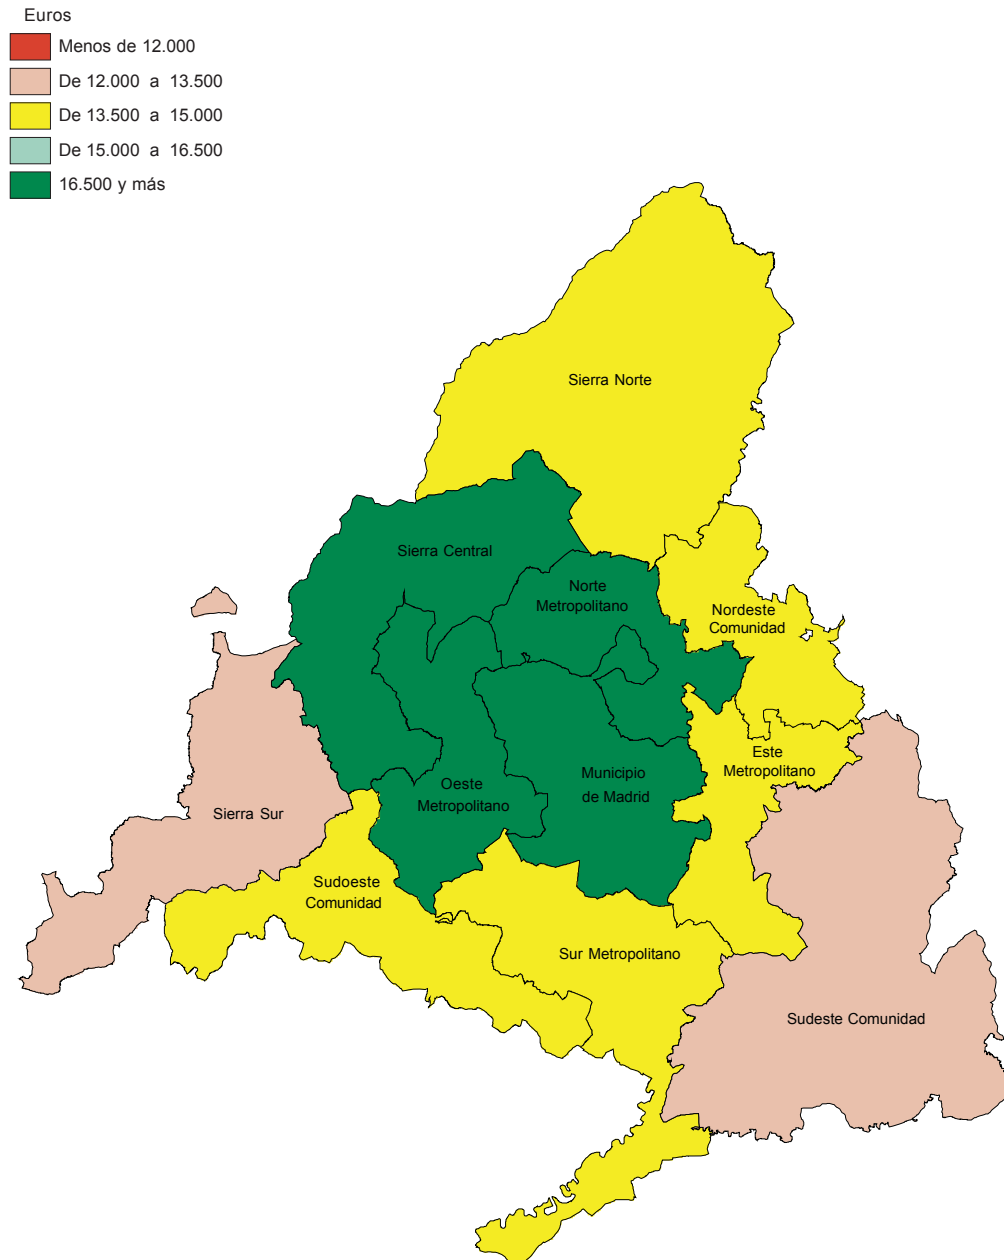 Euros
Menos de 12.000
De 12.000 a 13.500
De 13.500 a 15.000
De 15.000 a 16.500
16.500 y más
Sierra Norte
Sierra Central
Norte
Metropolitano
Nordeste
Comunidad
Este
Metropolitano
Municipio
de Madrid
Oeste
Metropolitano
Sierra Sur
Sudoeste
Comunidad
Sur Metropolitano
Sudeste Comunidad